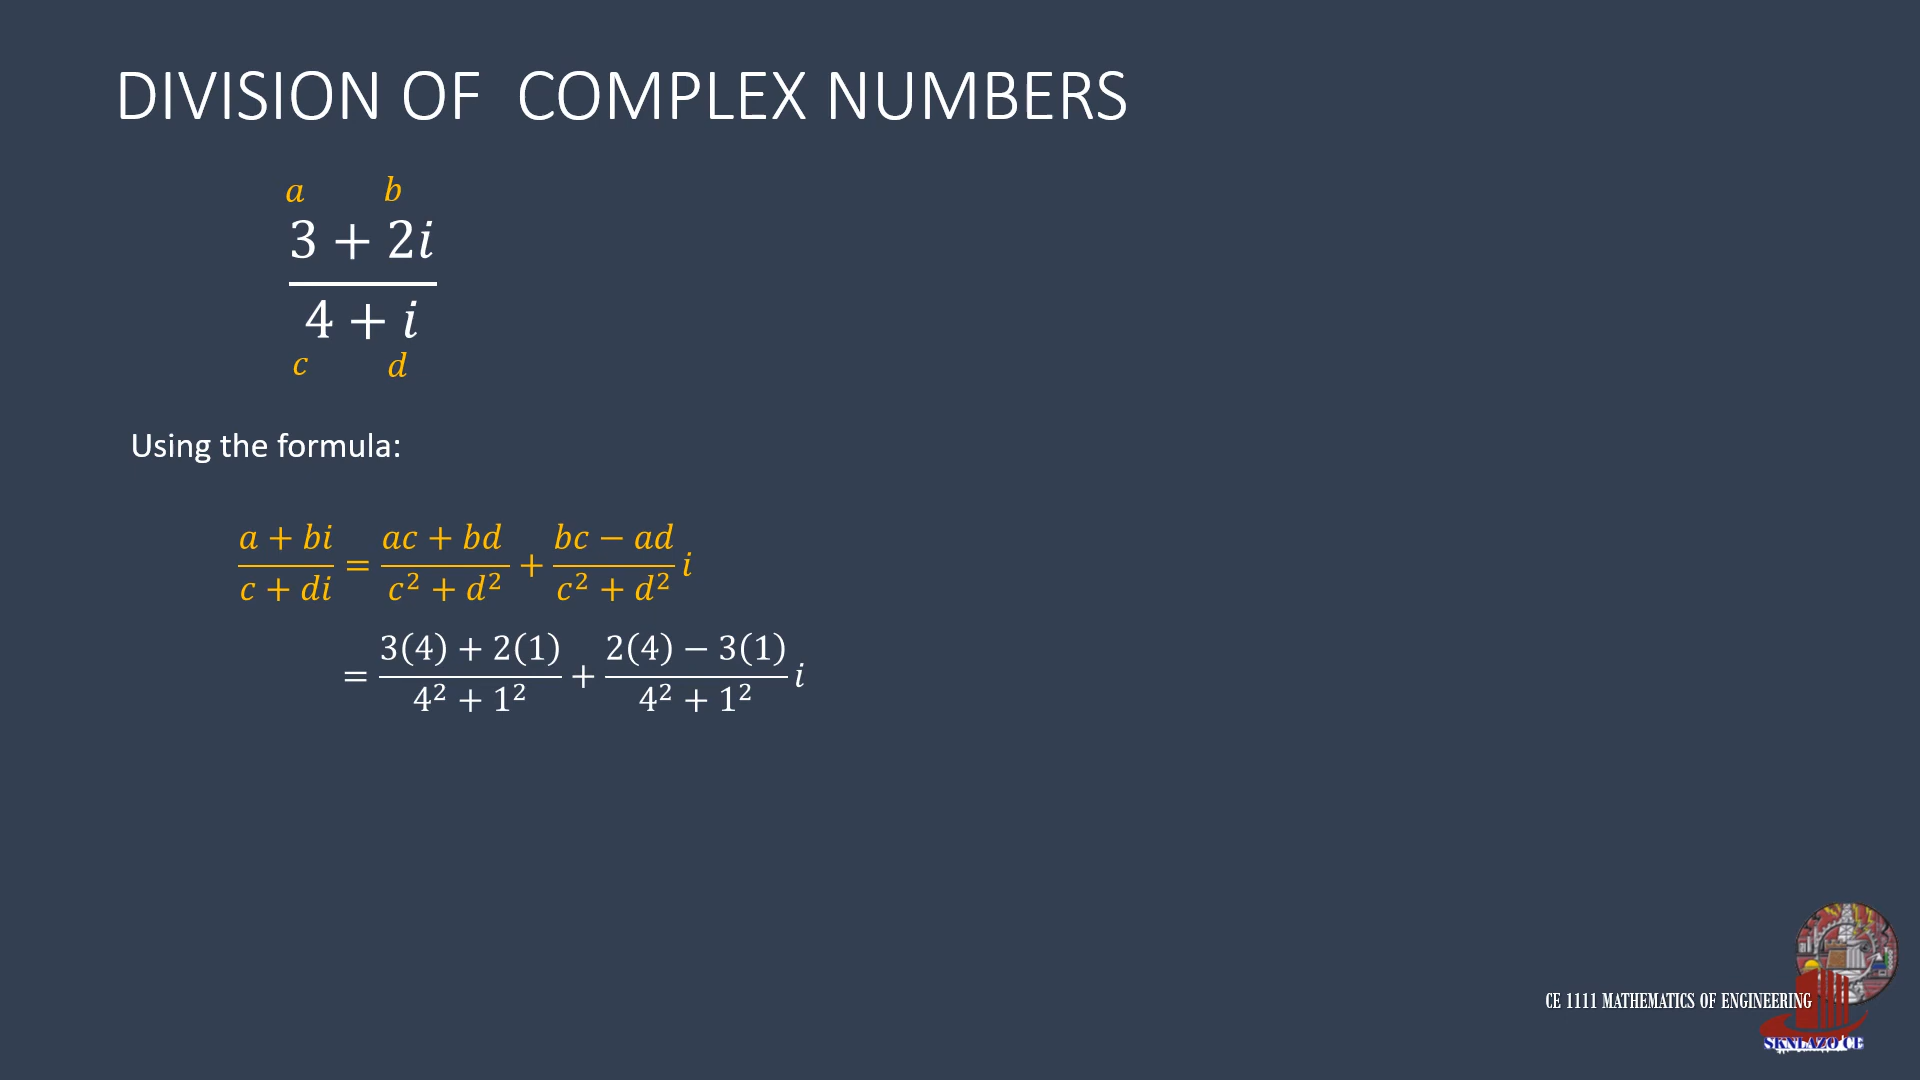 DIVISION OF  COMPLEX NUMBERS
a b
3 + 2i
4 + i
c d
Using the formula:
a + bi / c + di = ac + bd / c² + d² + bc − ad / c² + d² i
= 3(4) + 2(1) / 4² + 1² + 2(4) − 3(1) / 4² + 1² i
CE 1111 MATHEMATICS OF ENGINEERING